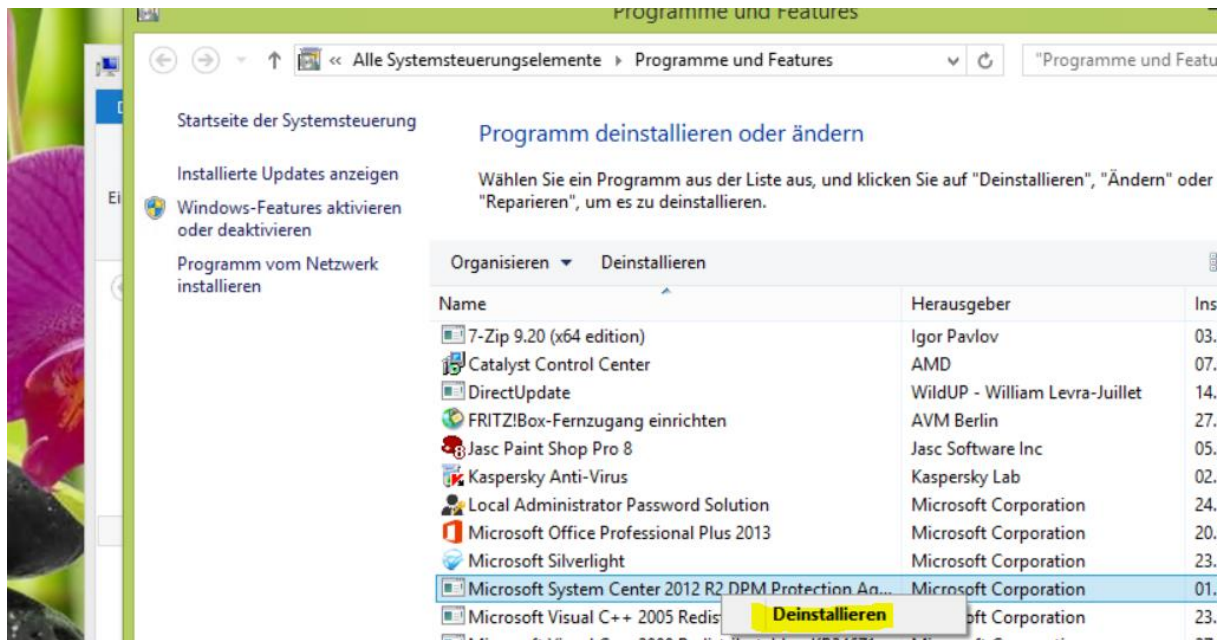 Programme und Features
« Alle Systemsteuerungselemente ▸ Programme und Features
"Programme und Featu
Startseite der Systemsteuerung
Installierte Updates anzeigen
Windows-Features aktivieren
oder deaktivieren
Programm vom Netzwerk
installieren
Programm deinstallieren oder ändern
Wählen Sie ein Programm aus der Liste aus, und klicken Sie auf "Deinstallieren", "Ändern" oder
"Reparieren", um es zu deinstallieren.
Ei
Organisieren Deinstallieren
Name Herausgeber Ins
7-Zip 9.20 (x64 edition) Igor Pavlov 03.
Catalyst Control Center AMD 07.
DirectUpdate WildUP - William Levra-Juillet 14.
FRITZ!Box-Fernzugang einrichten AVM Berlin 27.
Jasc Paint Shop Pro 8 Jasc Software Inc 05.
Kaspersky Anti-Virus Kaspersky Lab 02.
Local Administrator Password Solution Microsoft Corporation 24.
Microsoft Office Professional Plus 2013 Microsoft Corporation 20.
Microsoft Silverlight Microsoft Corporation 23.
Microsoft System Center 2012 R2 DPM Protection Ag... Microsoft Corporation 01.
Microsoft Visual C++ 2005 Redis Deinstallieren oft Corporation 23.